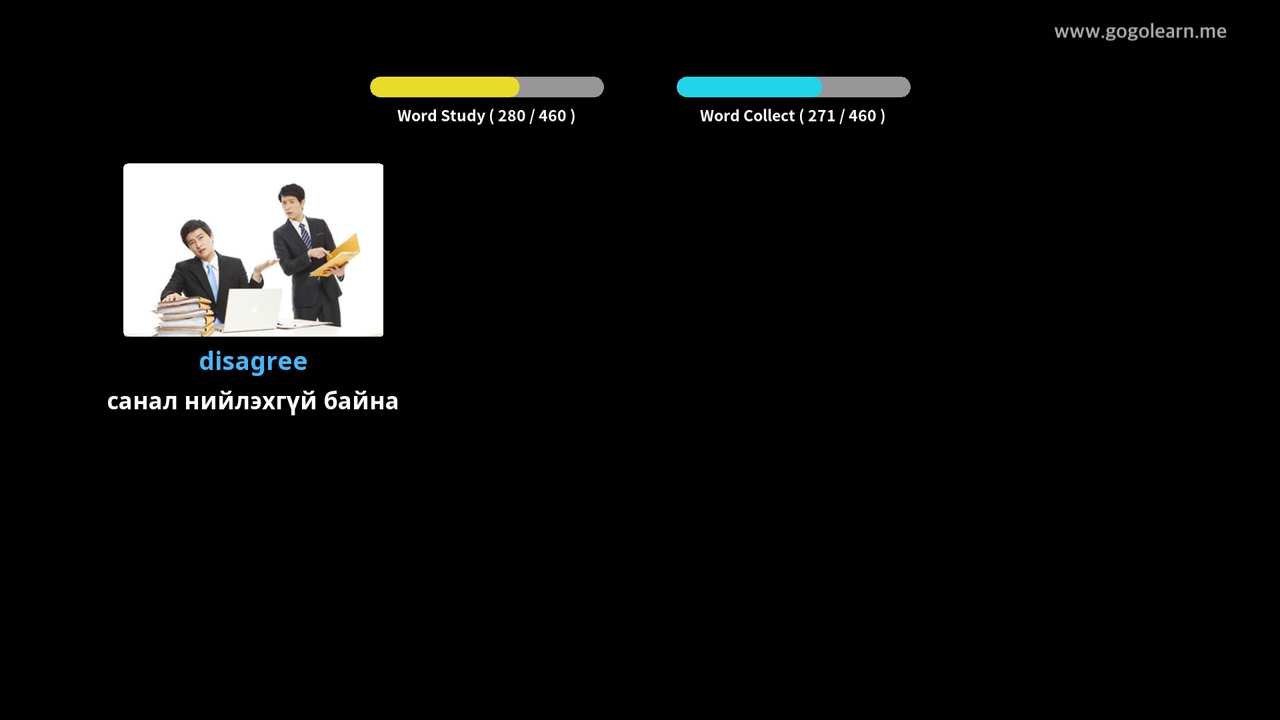 www.gogolearn.me
Word Study ( 280 / 460 )
Word Collect ( 271 / 460 )
disagree
санал нийлэхгүй байна